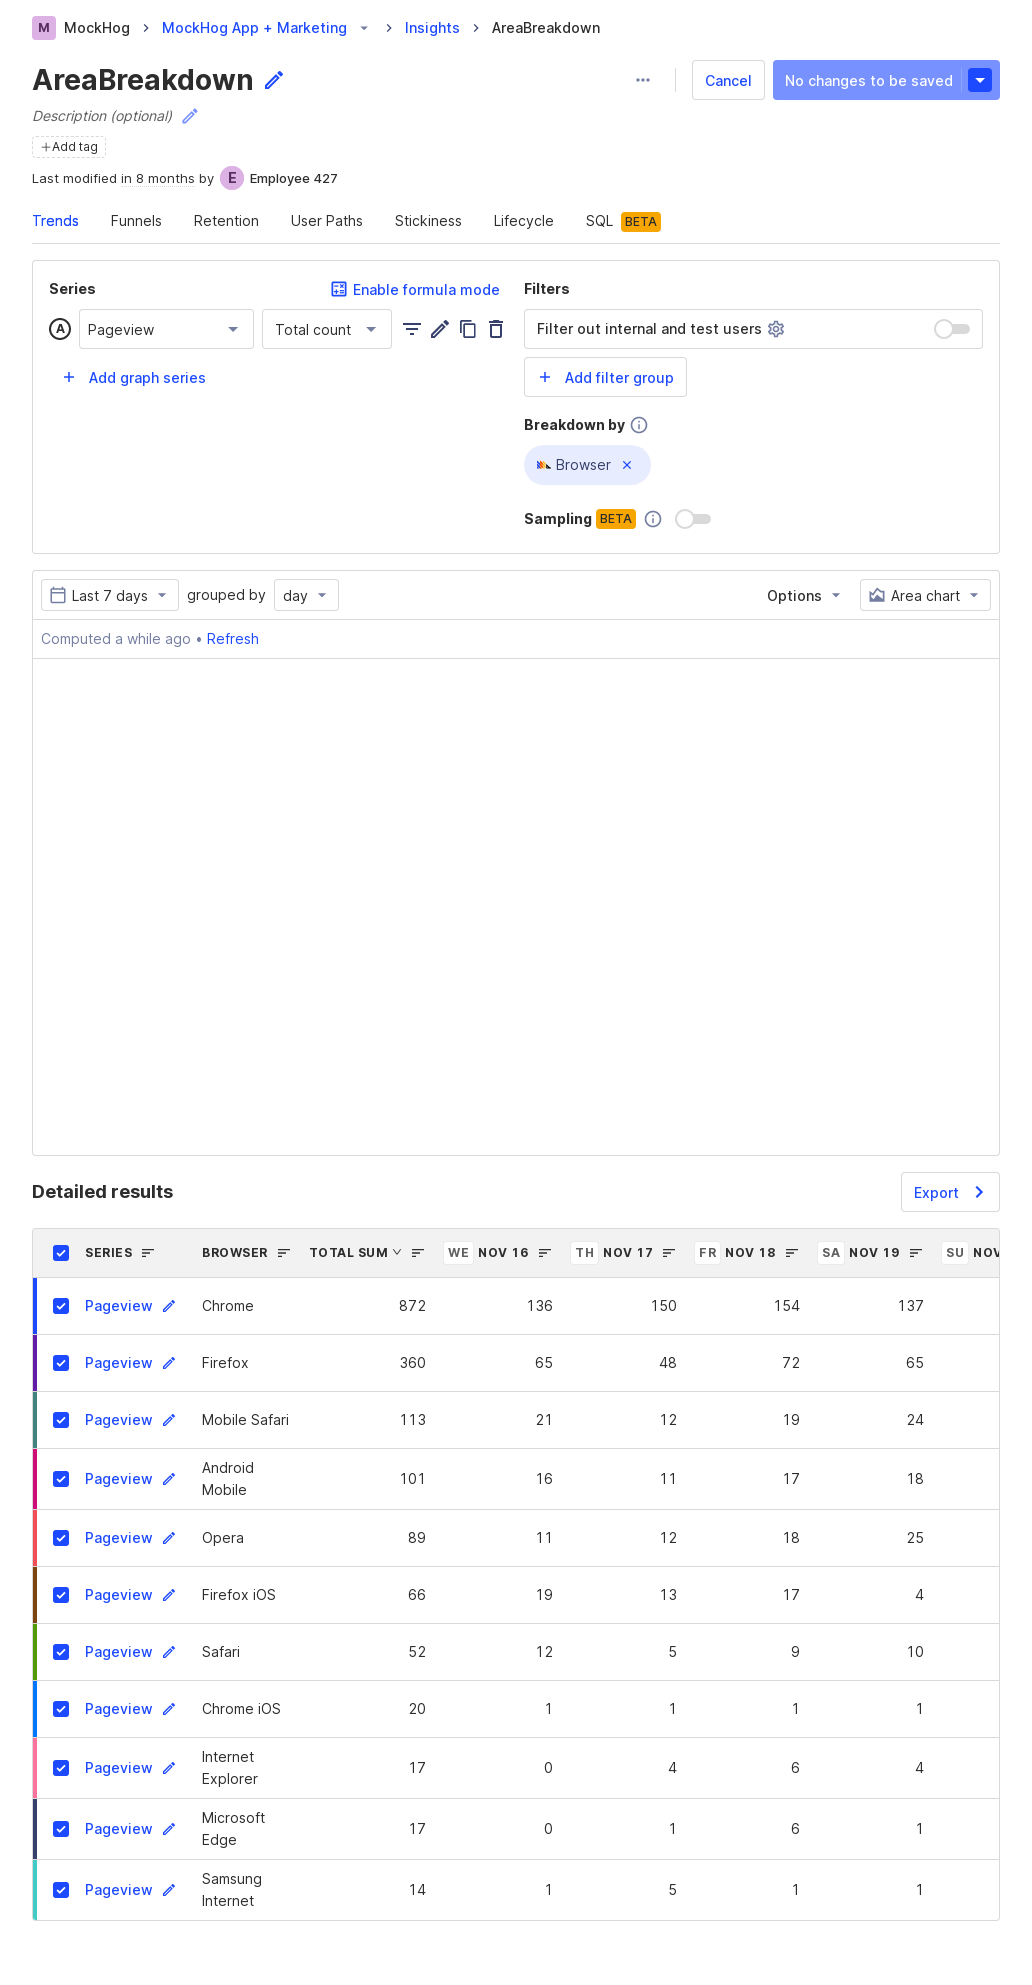 M MockHog MockHog App + Marketing Insights AreaBreakdown
AreaBreakdown
Cancel No changes to be saved
Description (optional)
Add tag
Last modified in 8 months by E Employee 427
Trends Funnels Retention User Paths Stickiness Lifecycle SQL BETA
Series Enable formula mode
A Pageview Total count
Add graph series
Filters
Filter out internal and test users
Add filter group
Breakdown by
Browser
Sampling BETA
Last 7 days grouped by day Options Area chart
Computed a while ago • Refresh
Detailed results Export
SERIES BROWSER TOTAL SUM WE NOV 16 TH NOV 17 FR NOV 18 SA NOV 19 SU NOV
Pageview Chrome 872 136 150 154 137
Pageview Firefox 360 65 48 72 65
Pageview Mobile Safari 113 21 12 19 24
Pageview Android
Mobile 101 16 11 17 18
Pageview Opera 89 11 12 18 25
Pageview Firefox iOS 66 19 13 17 4
Pageview Safari 52 12 5 9 10
Pageview Chrome iOS 20 1 1 1 1
Pageview Internet
Explorer 17 0 4 6 4
Pageview Microsoft
Edge 17 0 1 6 1
Pageview Samsung
Internet 14 1 5 1 1